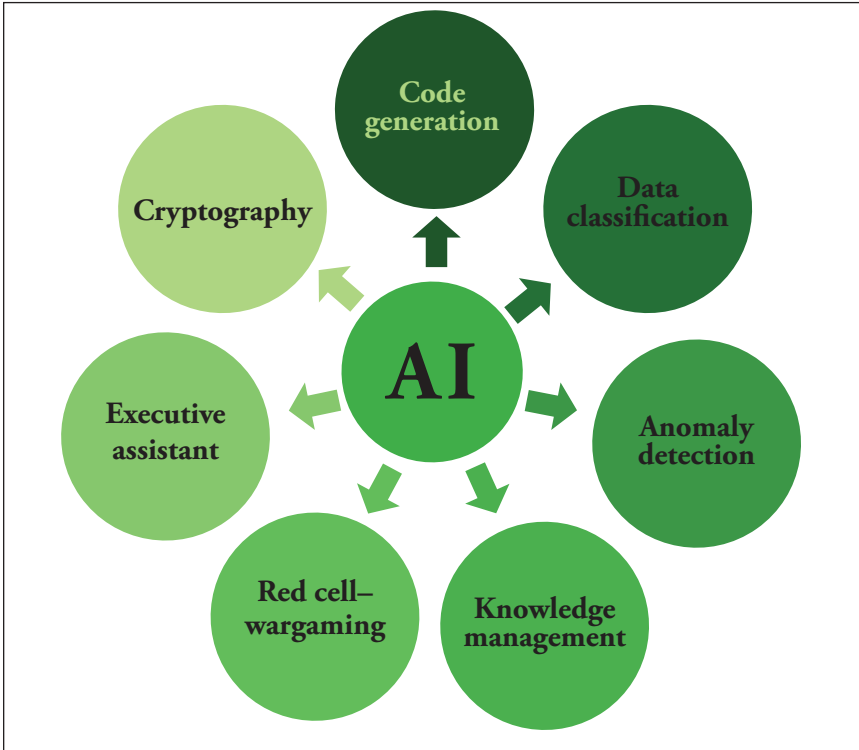 Code
generation
Data
classification
Cryptography
AI
Executive
assistant
Anomaly
detection
Red cell–
wargaming
Knowledge
management